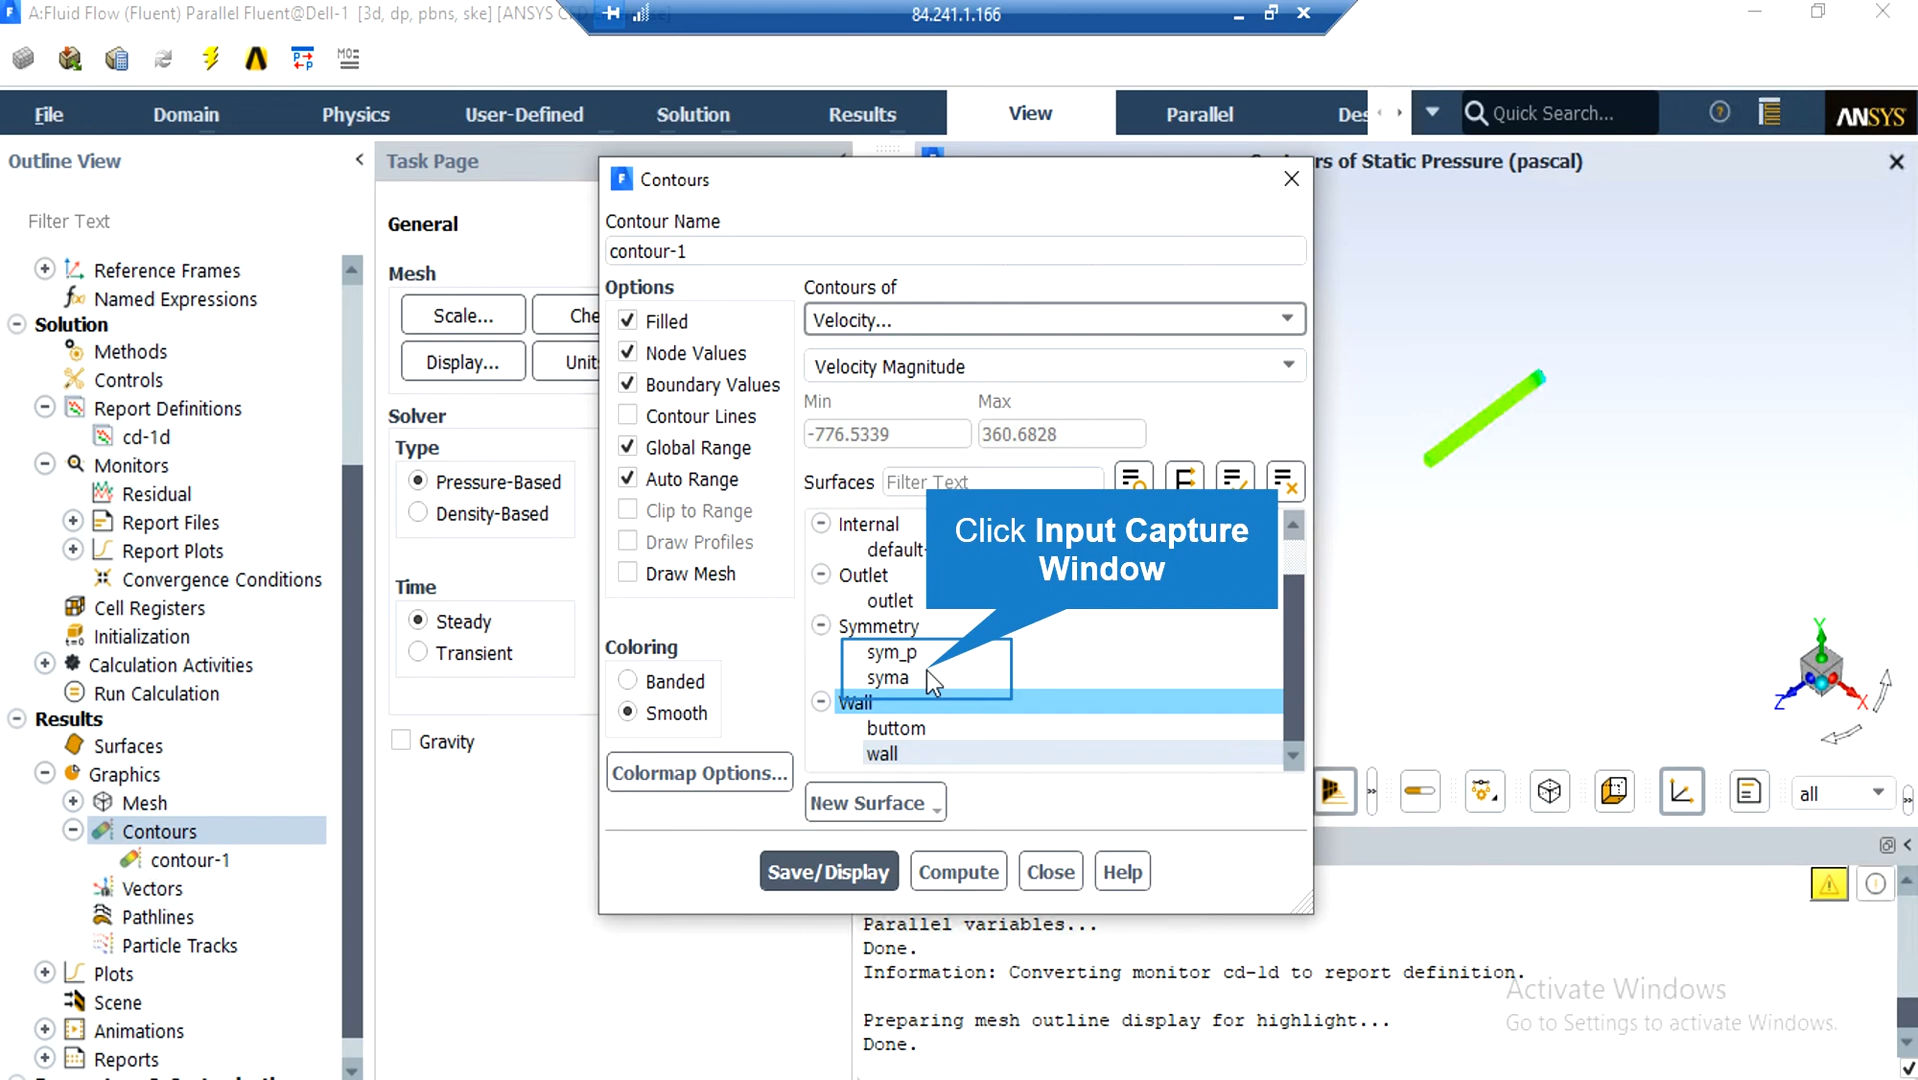 A:Fluid Flow (Fluent) Parallel Fluent@Dell-1 [3d, dp, pbns, ske] [ANSYS C
84.241.1.166
File
Domain
Physics
User-Defined
Solution
Results
View
Parallel
Des
Quick Search...
ANSYS
Outline View
Filter Text
Reference Frames
Named Expressions
Solution
Methods
Controls
Report Definitions
cd-1d
Monitors
Residual
Report Files
Report Plots
Convergence Conditions
Cell Registers
Initialization
Calculation Activities
Run Calculation
Results
Surfaces
Graphics
Mesh
Contours
contour-1
Vectors
Pathlines
Particle Tracks
Plots
Scene
Animations
Reports
Task Page
General
Mesh
Scale...
Che
Display...
Unit
Solver
Type
Pressure-Based
Density-Based
Time
Steady
Transient
Gravity
Contours
Contour Name
contour-1
Options
Filled
Node Values
Boundary Values
Contour Lines
Global Range
Auto Range
Clip to Range
Draw Profiles
Draw Mesh
Coloring
Banded
Smooth
Colormap Options...
Contours of
Velocity...
Velocity Magnitude
Min
Max
-776.5339
360.6828
Surfaces
Filter Text
Internal
default-
Outlet
outlet
Symmetry
sym_p
syma
Wall
buttom
wall
New Surface
Save/Display
Compute
Close
Help
Click Input Capture
Window
rs of Static Pressure (pascal)
Y
Z
X
all
Parallel variables...
Done.
Information: Converting monitor cd-1d to report definition.
Preparing mesh outline display for highlight...
Done.
Activate Windows
Go to Settings to activate Windows.